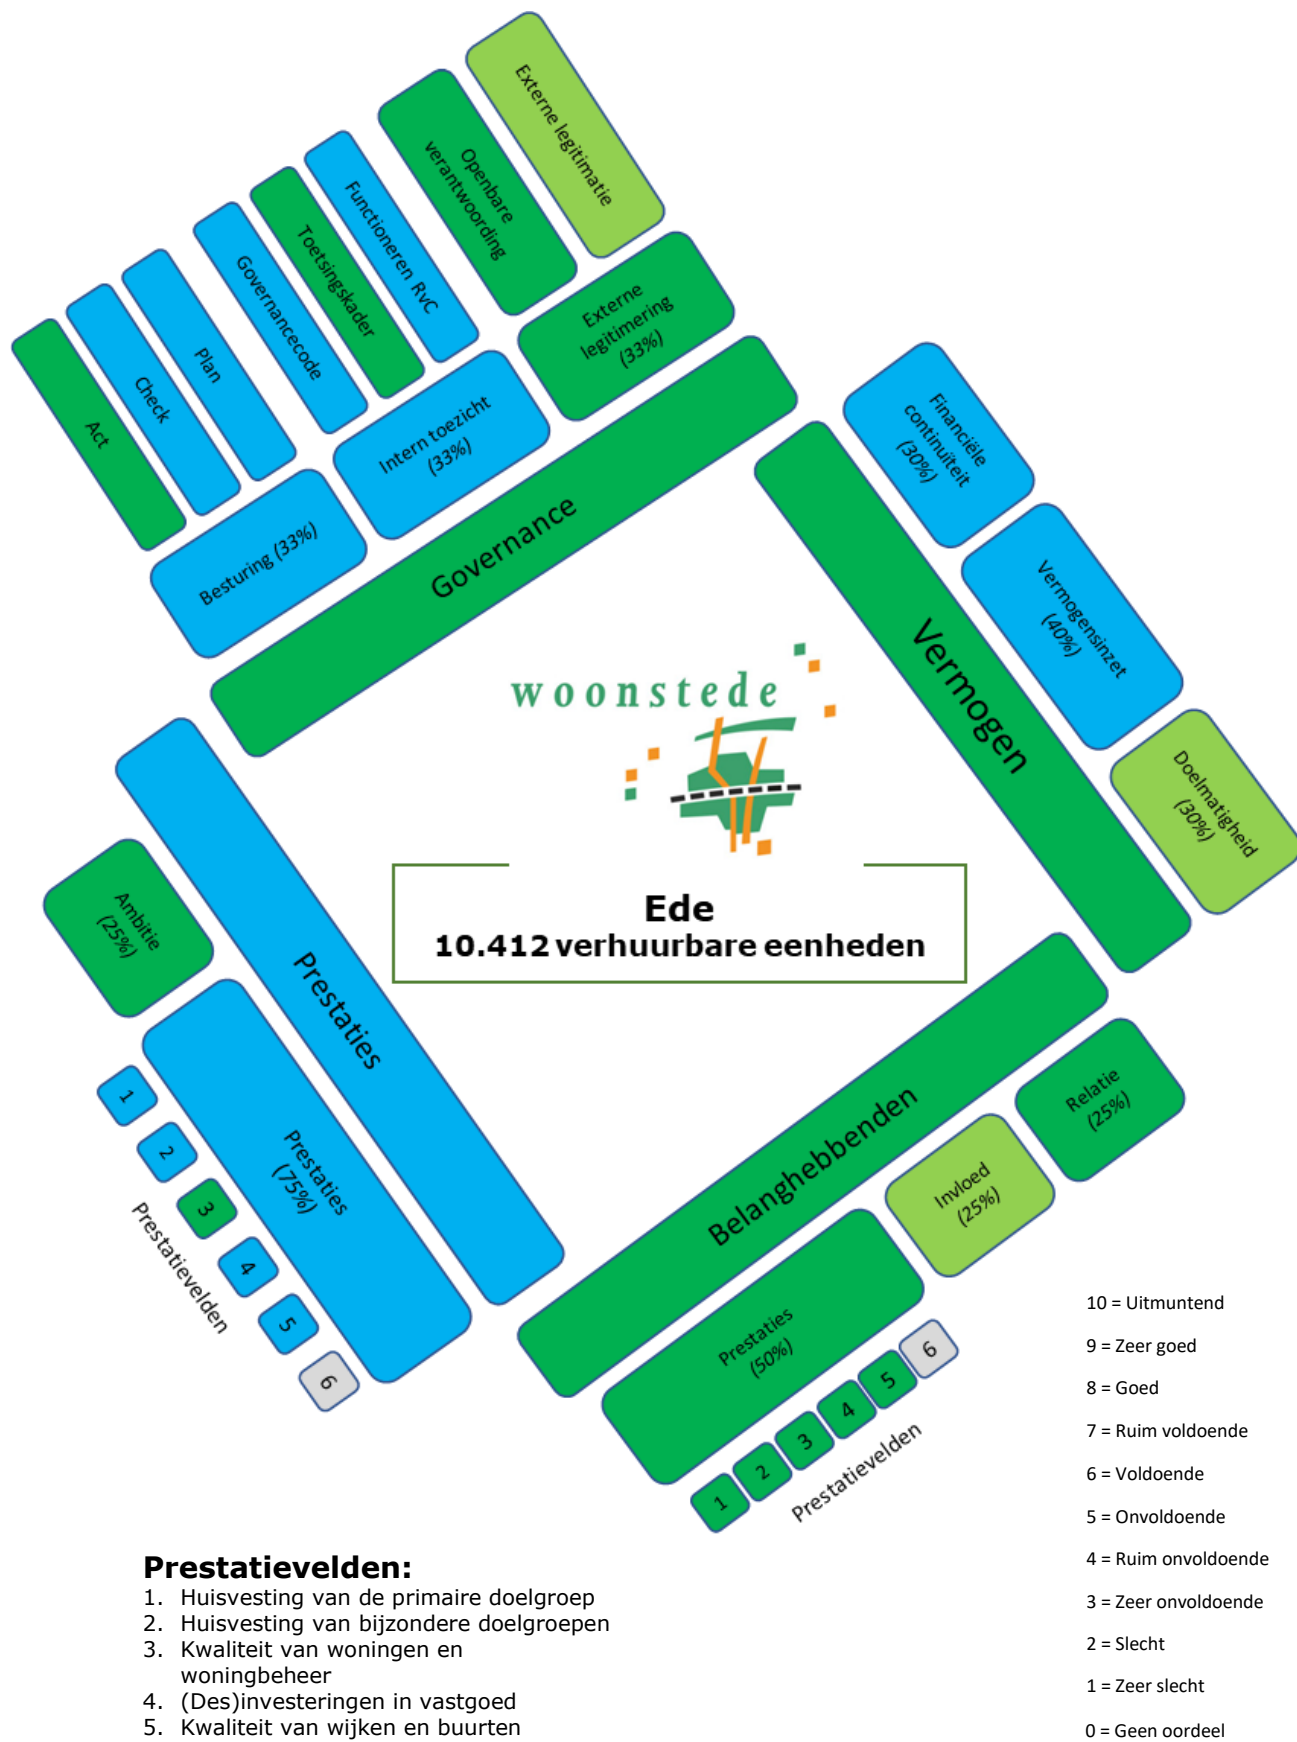 Externe legitimatie
Openbare
verantwoording
Functioneren RvC
Toetsingskader
Governancecode
Plan
Check
Act
Externe
legitimering
(33%)
Intern toezicht
(33%)
Besturing (33%)
Governance
Financiële
continuïteit
(30%)
Vermogensinzet
(40%)
Doelmatigheid
(30%)
Vermogen
woonstede
Ede
10.412 verhuurbare eenheden
Ambitie
(25%)
Prestaties
(75%)
Prestaties
1
2
3
4
5
6
Prestatievelden
Belanghebbenden
Relatie
(25%)
Invloed
(25%)
Prestaties
(50%)
1
2
3
4
5
6
Prestatievelden
10 = Uitmuntend
9 = Zeer goed
8 = Goed
7 = Ruim voldoende
6 = Voldoende
5 = Onvoldoende
4 = Ruim onvoldoende
3 = Zeer onvoldoende
2 = Slecht
1 = Zeer slecht
0 = Geen oordeel
Prestatievelden:
1. Huisvesting van de primaire doelgroep
2. Huisvesting van bijzondere doelgroepen
3. Kwaliteit van woningen en
woningbeheer
4. (Des)investeringen in vastgoed
5. Kwaliteit van wijken en buurten